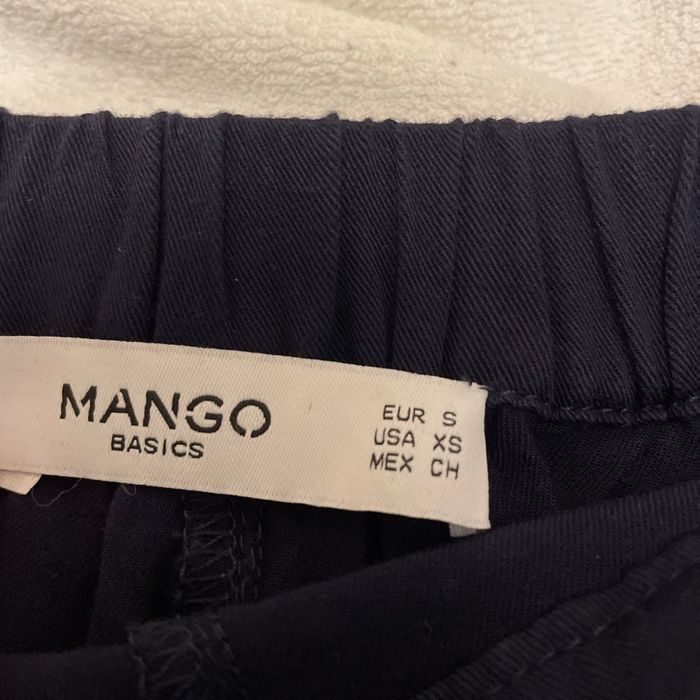 MANGO
BASICS
EUR S
USA XS
MEX CH